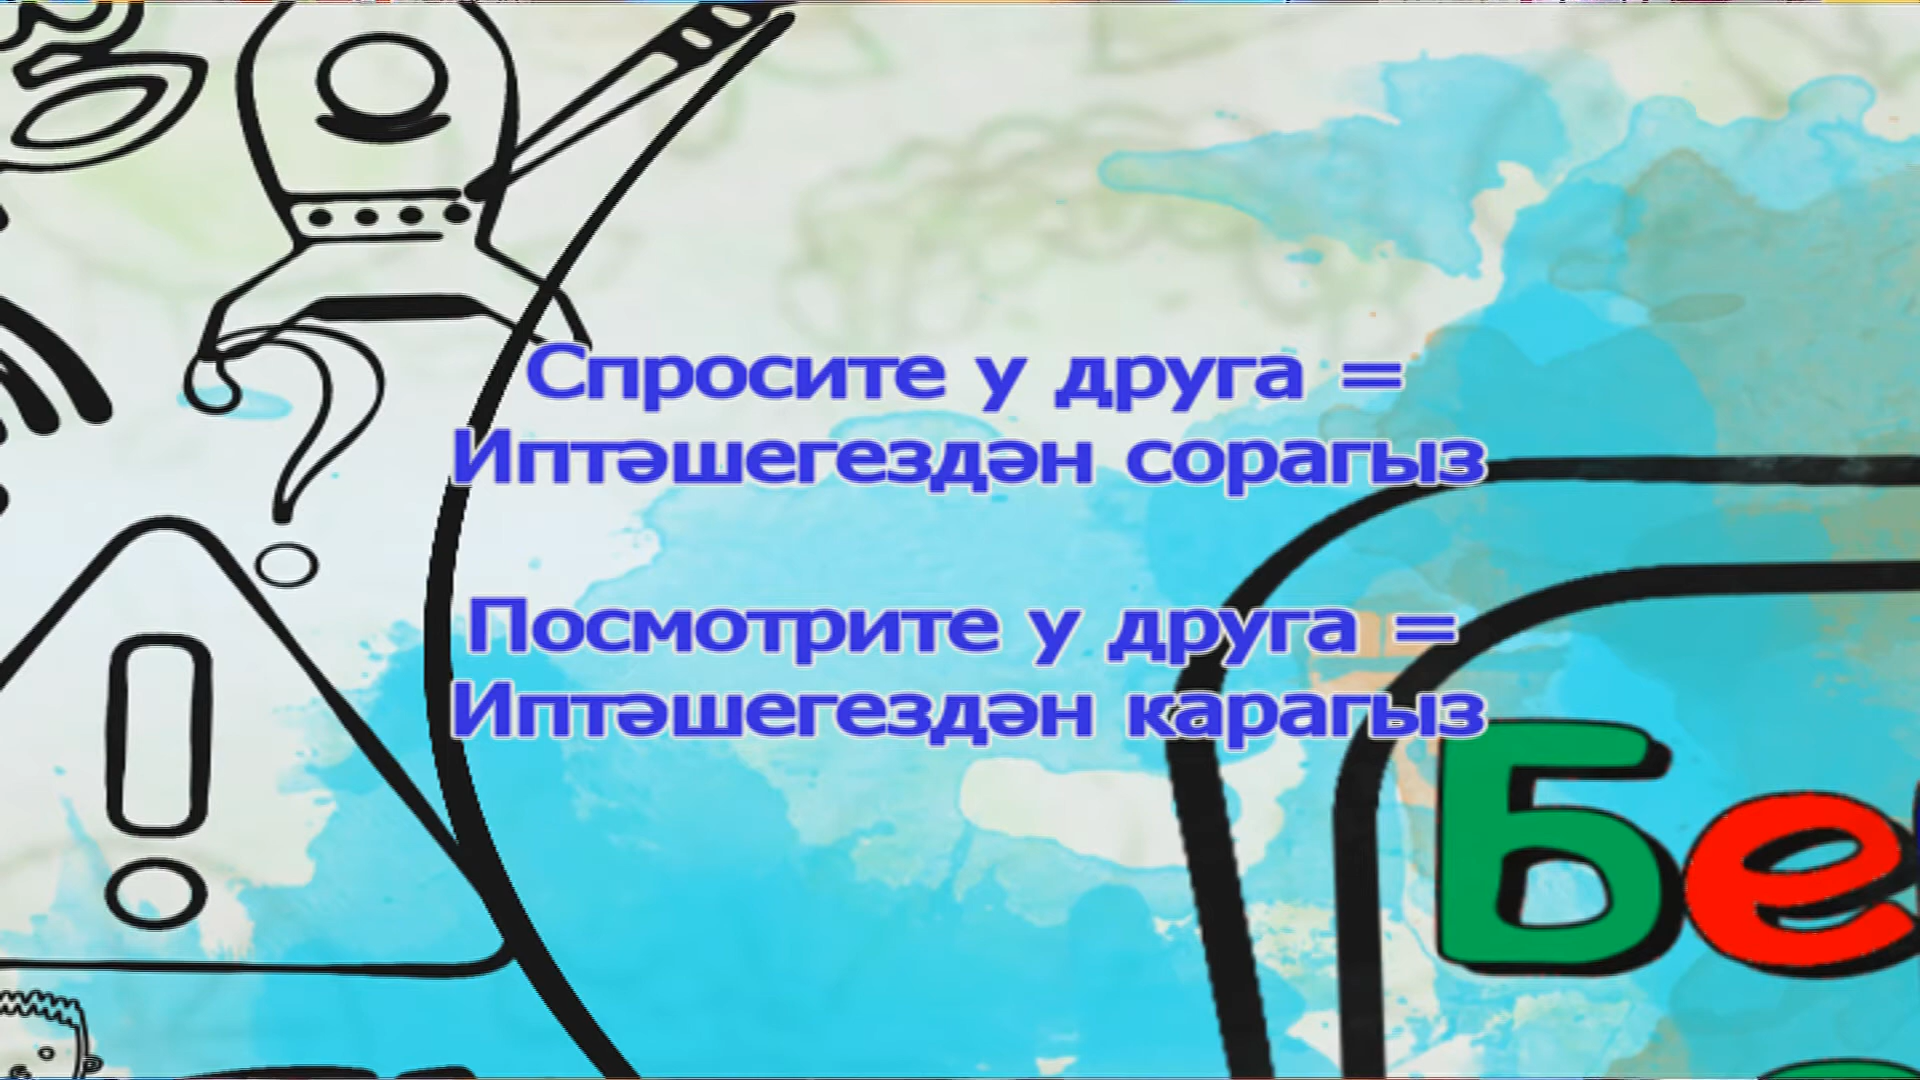 Спросите у друга =
Иптәшегездән сорагыз
Посмотрите у друга =
Иптәшегездән карагыз
Бе